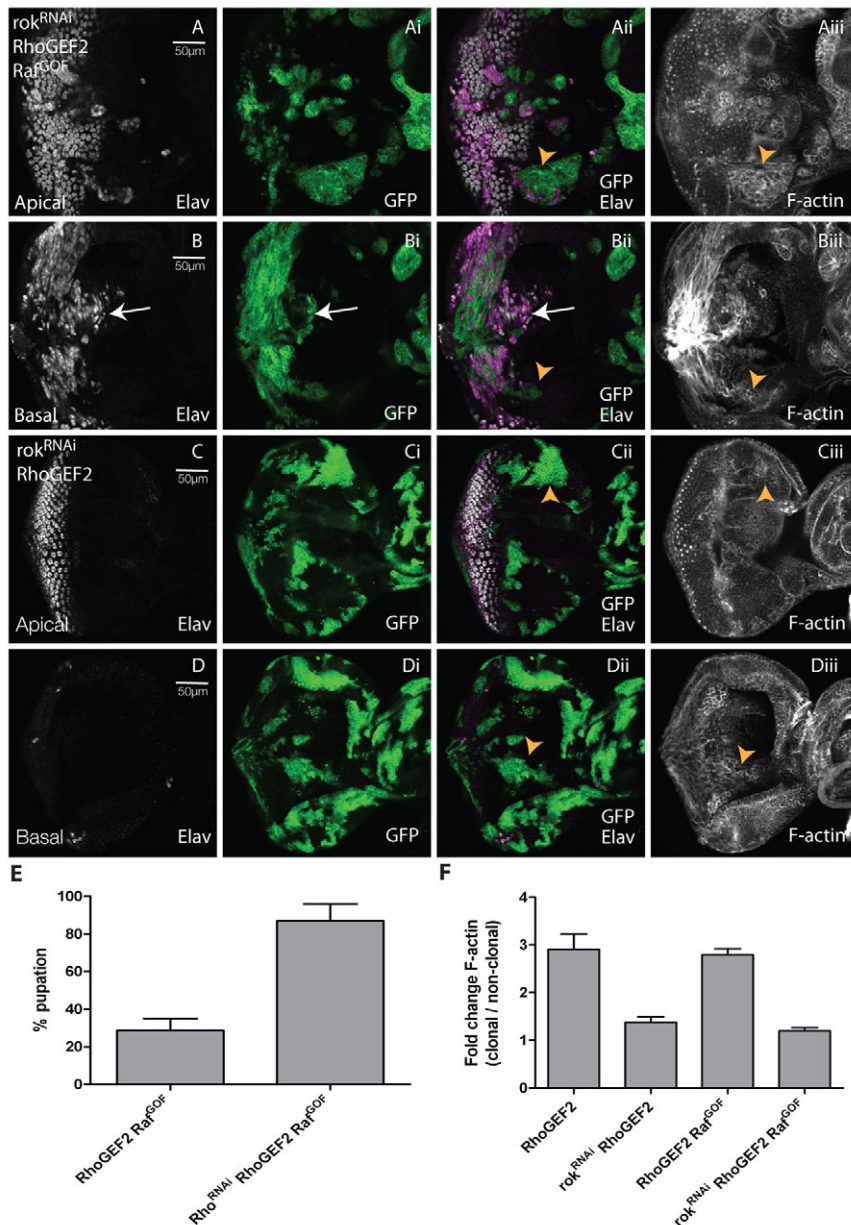 rok^RNAi A Ai Aii Aiii
RhoGEF2 50µm
Raf^GOF
GFP
Apical Elav GFP Elav F-actin
B Bi Bii Biii
50µm
GFP
Basal Elav GFP Elav F-actin
rok^RNAi C Ci Cii Ciii
RhoGEF2 50µm
GFP
Apical Elav GFP Elav F-actin
D Di Dii Diii
50µm
GFP
Basal Elav GFP Elav F-actin
E
100
80
60
40
20
0
% pupation
RhoGEF2 Raf^GOF
Rho^RNAi RhoGEF2 Raf^GOF
F
4
3
2
1
0
Fold change F-actin
(clonal / non-clonal)
RhoGEF2
rok^RNAi RhoGEF2
RhoGEF2 Raf^GOF
rok^RNAi RhoGEF2 Raf^GOF